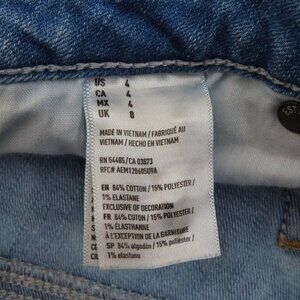 US 4
CA 4
MX 4
UK 8
MADE IN VIETNAM / FABRIQUÉ AU
VIETNAM / HECHO EN VIETNAM
RN 54485/CA 03873
RFC# AEM120605U9A
EN 84% COTTON / 15% POLYESTER /
1% ELASTANE
EXCLUSIVE OF DECORATION
FR 84% COTON / 15% POLYESTER /
1% ÉLASTHANNE
À L'EXCEPTION DE LA GARNITURE
SP 84% algodón / 15% poliéster /
1% elastano